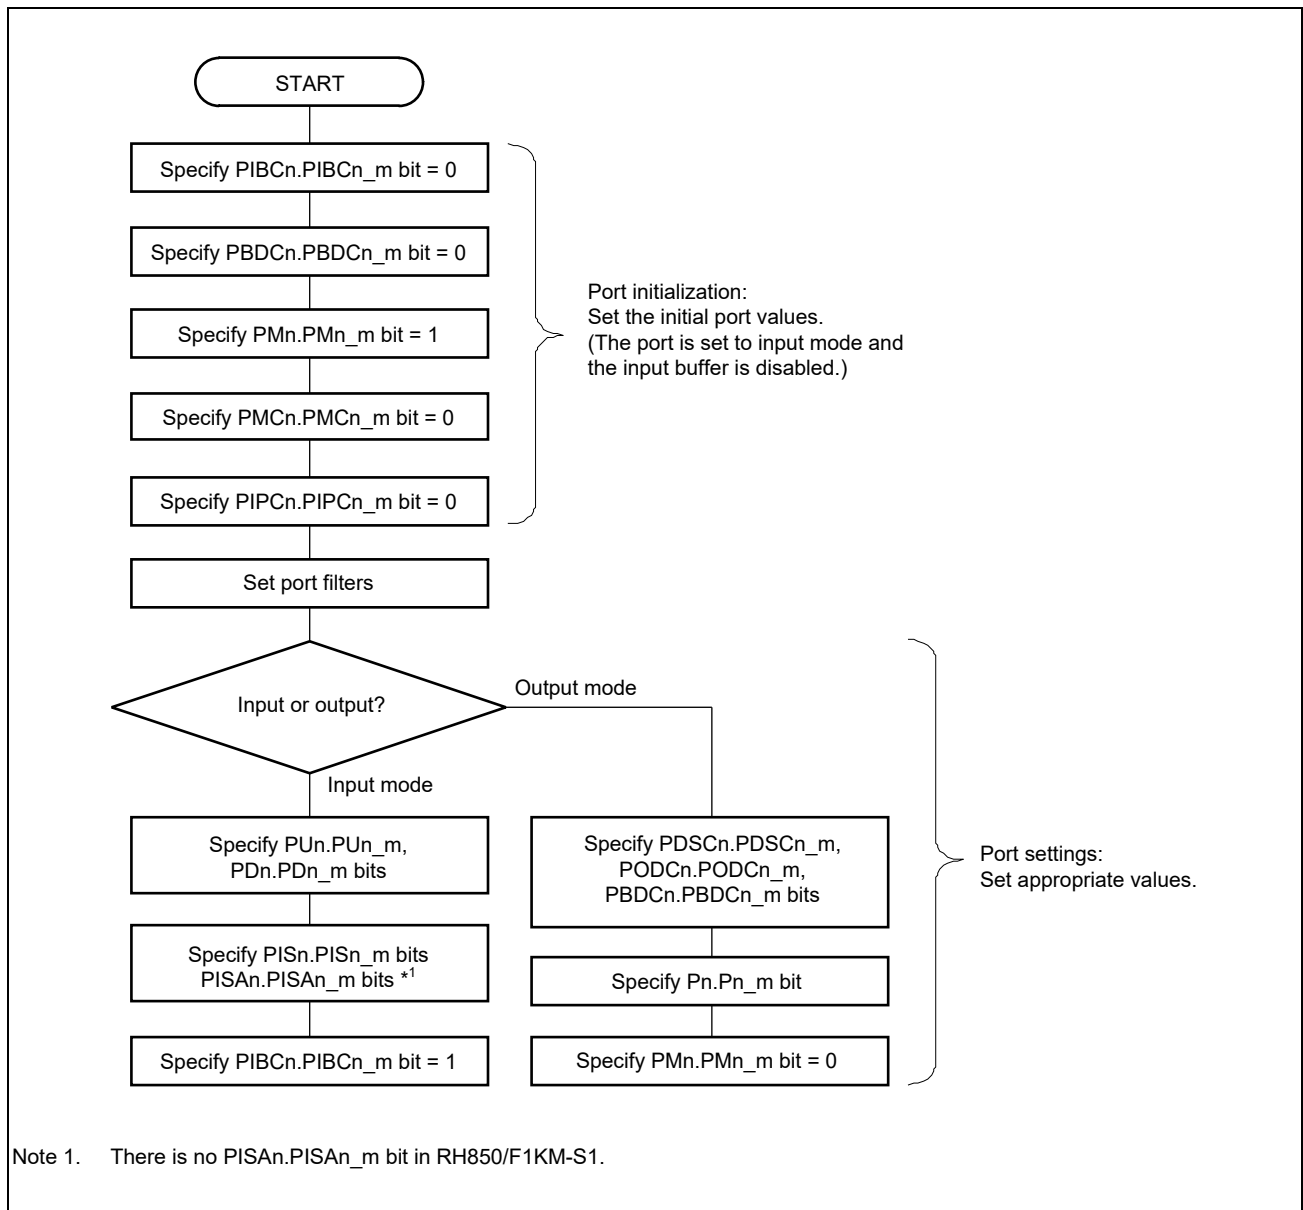 START
Specify PIBCn.PIBCn_m bit = 0
Specify PBDCn.PBDCn_m bit = 0
Specify PMn.PMn_m bit = 1
Specify PMCn.PMCn_m bit = 0
Specify PIPCn.PIPCn_m bit = 0
Port initialization:
Set the initial port values.
(The port is set to input mode and
the input buffer is disabled.)
Set port filters
Input or output?
Output mode
Input mode
Specify PUn.PUn_m,
PDn.PDn_m bits
Specify PISn.PISn_m bits
PISAn.PISAn_m bits *1
Specify PIBCn.PIBCn_m bit = 1
Specify PDSCn.PDSCn_m,
PODCn.PODCn_m,
PBDCn.PBDCn_m bits
Specify Pn.Pn_m bit
Specify PMn.PMn_m bit = 0
Port settings:
Set appropriate values.
Note 1. There is no PISAn.PISAn_m bit in RH850/F1KM-S1.